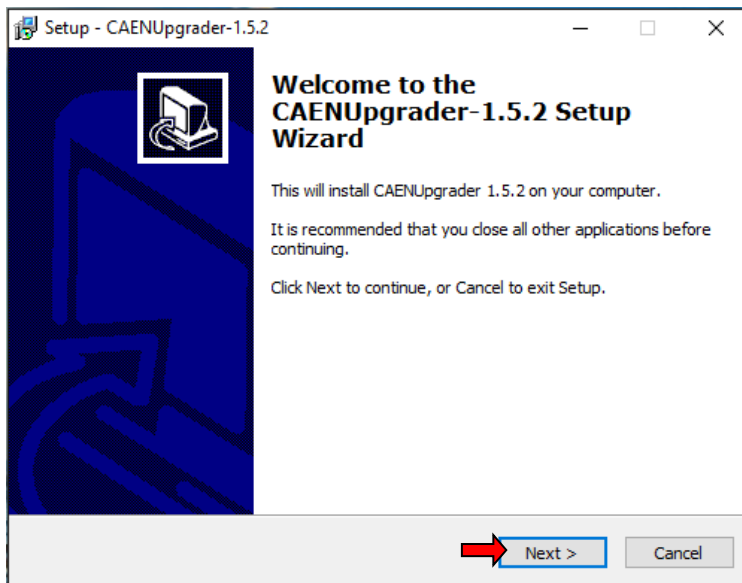 Setup - CAENUpgrader-1.5.2
Welcome to the
CAENUpgrader-1.5.2 Setup
Wizard
This will install CAENUpgrader 1.5.2 on your computer.
It is recommended that you close all other applications before
continuing.
Click Next to continue, or Cancel to exit Setup.
Next >
Cancel